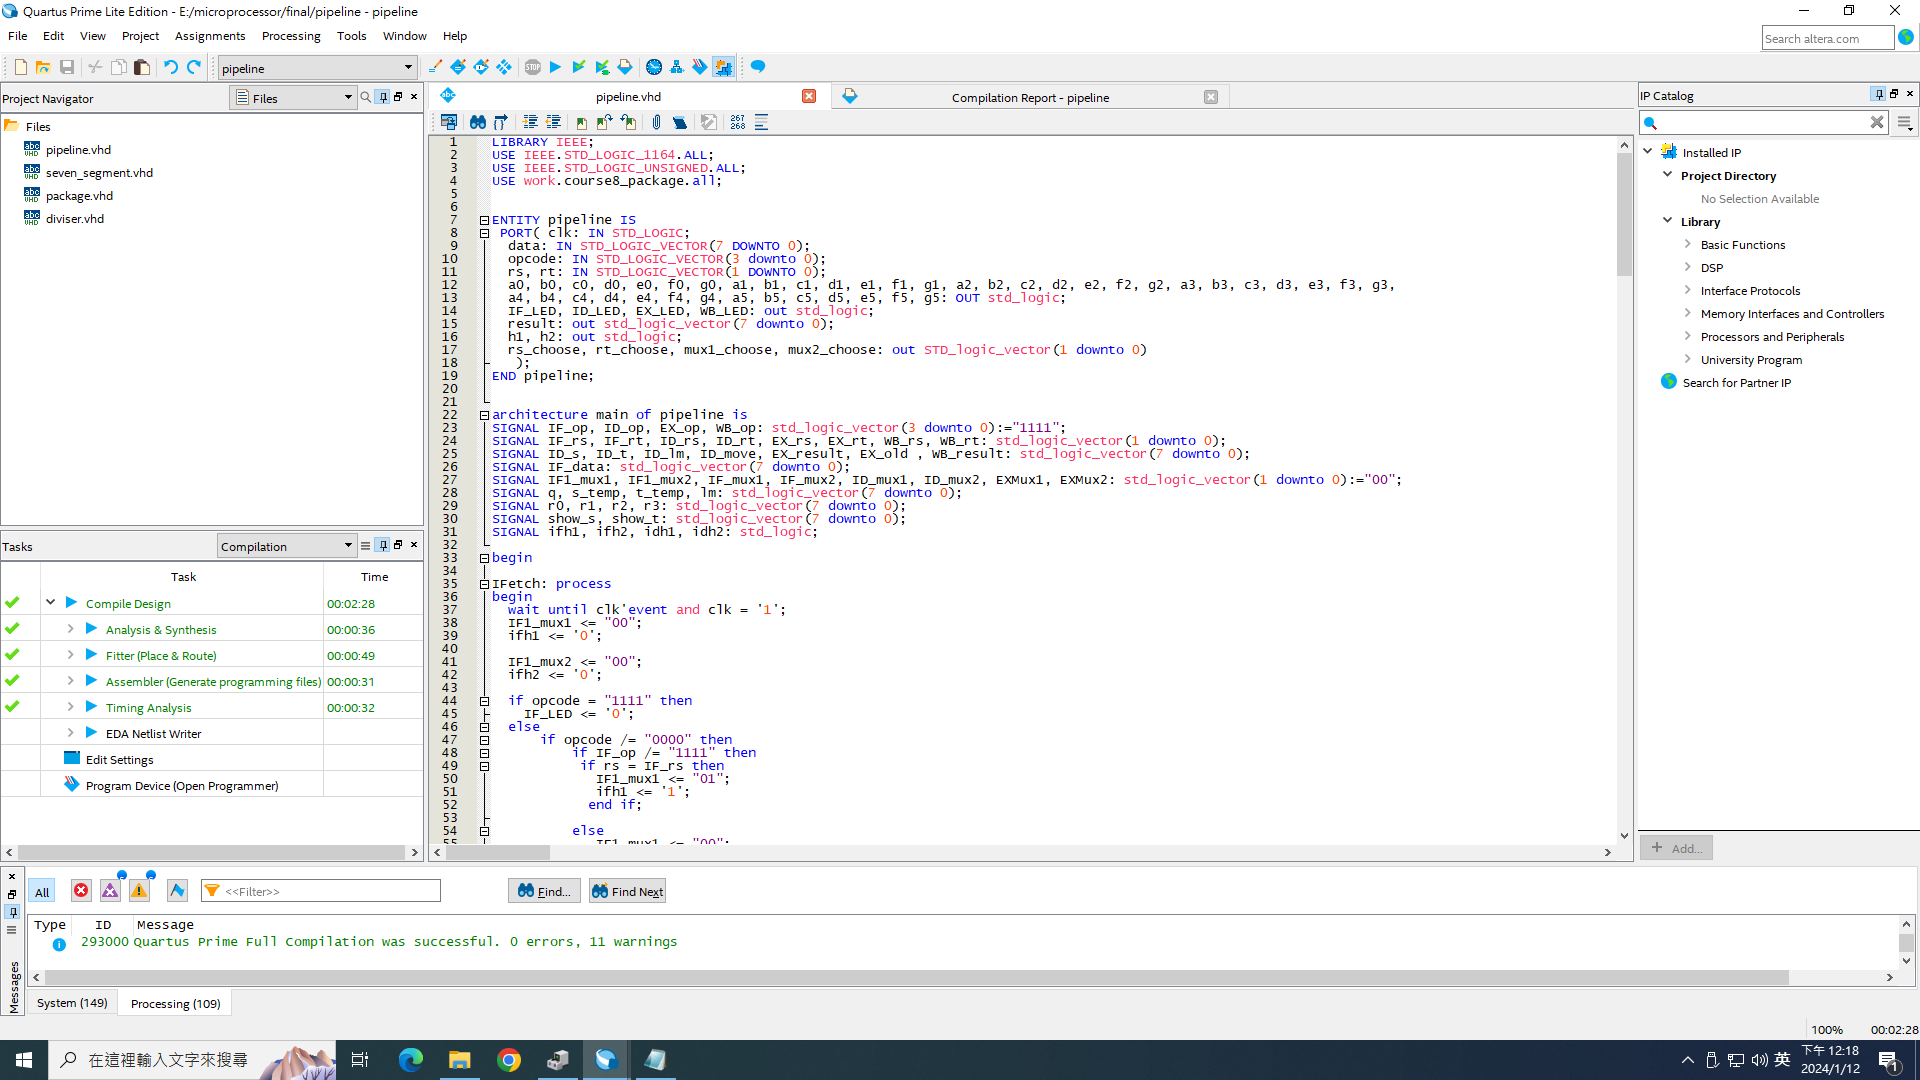 Quartus Prime Lite Edition - E:/microprocessor/final/pipeline - pipeline
File Edit View Project Assignments Processing Tools Window Help
Search altera.com
pipeline
Project Navigator
Files
Files
pipeline.vhd
seven_segment.vhd
package.vhd
diviser.vhd
Tasks
Compilation
Task Time
Compile Design 00:02:28
Analysis & Synthesis 00:00:36
Fitter (Place & Route) 00:00:49
Assembler (Generate programming files) 00:00:31
Timing Analysis 00:00:32
EDA Netlist Writer
Edit Settings
Program Device (Open Programmer)
pipeline.vhd
Compilation Report - pipeline
267
268
1 LIBRARY IEEE;
2 USE IEEE.STD_LOGIC_1164.ALL;
3 USE IEEE.STD_LOGIC_UNSIGNED.ALL;
4 USE work.course8_package.all;
5
6
7 ENTITY pipeline IS
8 PORT( clk: IN STD_LOGIC;
9 data: IN STD_LOGIC_VECTOR(7 DOWNTO 0);
10 opcode: IN STD_LOGIC_VECTOR(3 downto 0);
11 rs, rt: IN STD_LOGIC_VECTOR(1 DOWNTO 0);
12 a0, b0, c0, d0, e0, f0, g0, a1, b1, c1, d1, e1, f1, g1, a2, b2, c2, d2, e2, f2, g2, a3, b3, c3, d3, e3, f3, g3,
13 a4, b4, c4, d4, e4, f4, g4, a5, b5, c5, d5, e5, f5, g5: OUT std_logic;
14 IF_LED, ID_LED, EX_LED, WB_LED: out std_logic;
15 result: out std_logic_vector(7 downto 0);
16 h1, h2: out std_logic;
17 rs_choose, rt_choose, mux1_choose, mux2_choose: out STD_logic_vector(1 downto 0)
18 );
19 END pipeline;
20
21
22 architecture main of pipeline is
23 SIGNAL IF_op, ID_op, EX_op, WB_op: std_logic_vector(3 downto 0):="1111";
24 SIGNAL IF_rs, IF_rt, ID_rs, ID_rt, EX_rs, EX_rt, WB_rs, WB_rt: std_logic_vector(1 downto 0);
25 SIGNAL ID_s, ID_t, ID_lm, ID_move, EX_result, EX_old , WB_result: std_logic_vector(7 downto 0);
26 SIGNAL IF_data: std_logic_vector(7 downto 0);
27 SIGNAL IF1_mux1, IF1_mux2, IF_mux1, IF_mux2, ID_mux1, ID_mux2, EXMux1, EXMux2: std_logic_vector(1 downto 0):="00";
28 SIGNAL q, s_temp, t_temp, lm: std_logic_vector(7 downto 0);
29 SIGNAL r0, r1, r2, r3: std_logic_vector(7 downto 0);
30 SIGNAL show_s, show_t: std_logic_vector(7 downto 0);
31 SIGNAL ifh1, ifh2, idh1, idh2: std_logic;
32
33 begin
34
35 IFetch: process
36 begin
37 wait until clk'event and clk = '1';
38 IF1_mux1 <= "00";
39 ifh1 <= '0';
40
41 IF1_mux2 <= "00";
42 ifh2 <= '0';
43
44 if opcode = "1111" then
45 IF_LED <= '0';
46 else
47 if opcode /= "0000" then
48 if IF_op /= "1111" then
49 if rs = IF_rs then
50 IF1_mux1 <= "01";
51 ifh1 <= '1';
52 end if;
53
54 else
55 IF1_mux1 <= "00";
IP Catalog
Installed IP
Project Directory
No Selection Available
Library
Basic Functions
DSP
Interface Protocols
Memory Interfaces and Controllers
Processors and Peripherals
University Program
Search for Partner IP
+ Add...
Messages
All
<<Filter>>
Find...
Find Next
Type ID Message
293000 Quartus Prime Full Compilation was successful. 0 errors, 11 warnings
System (149)
Processing (109)
100% 00:02:28
在這裡輸入文字來搜尋
英
下午 12:18
2024/1/12
1